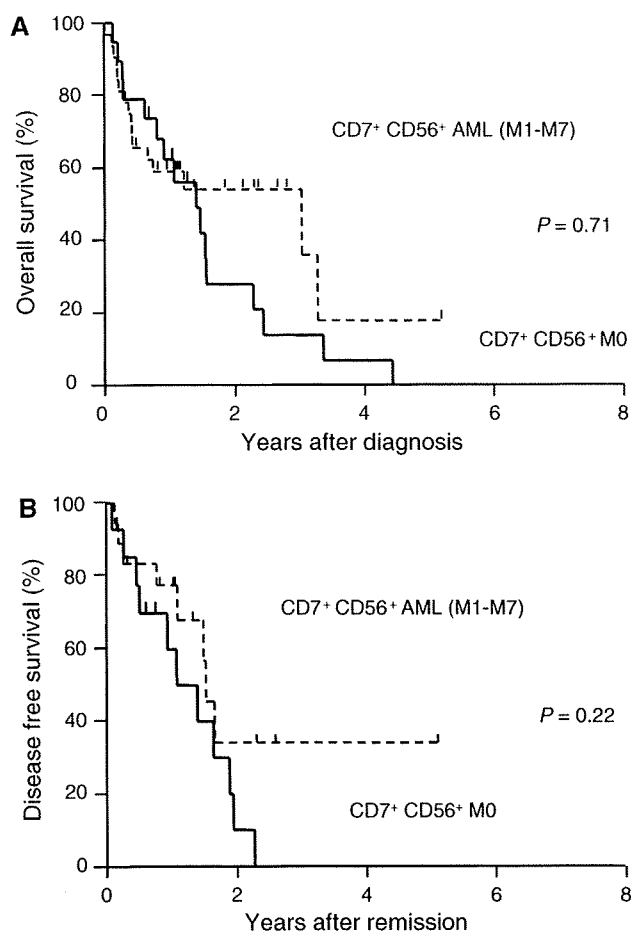 A
100
80
60
40
20
0
Overall survival (%)
CD7⁺ CD56⁺ AML (M1-M7)
P = 0.71
CD7⁺ CD56⁺ M0
0 2 4 6 8
Years after diagnosis
B
100
80
60
40
20
0
Disease free survival (%)
CD7⁺ CD56⁺ AML (M1-M7)
P = 0.22
CD7⁺ CD56⁺ M0
0 2 4 6 8
Years after remission